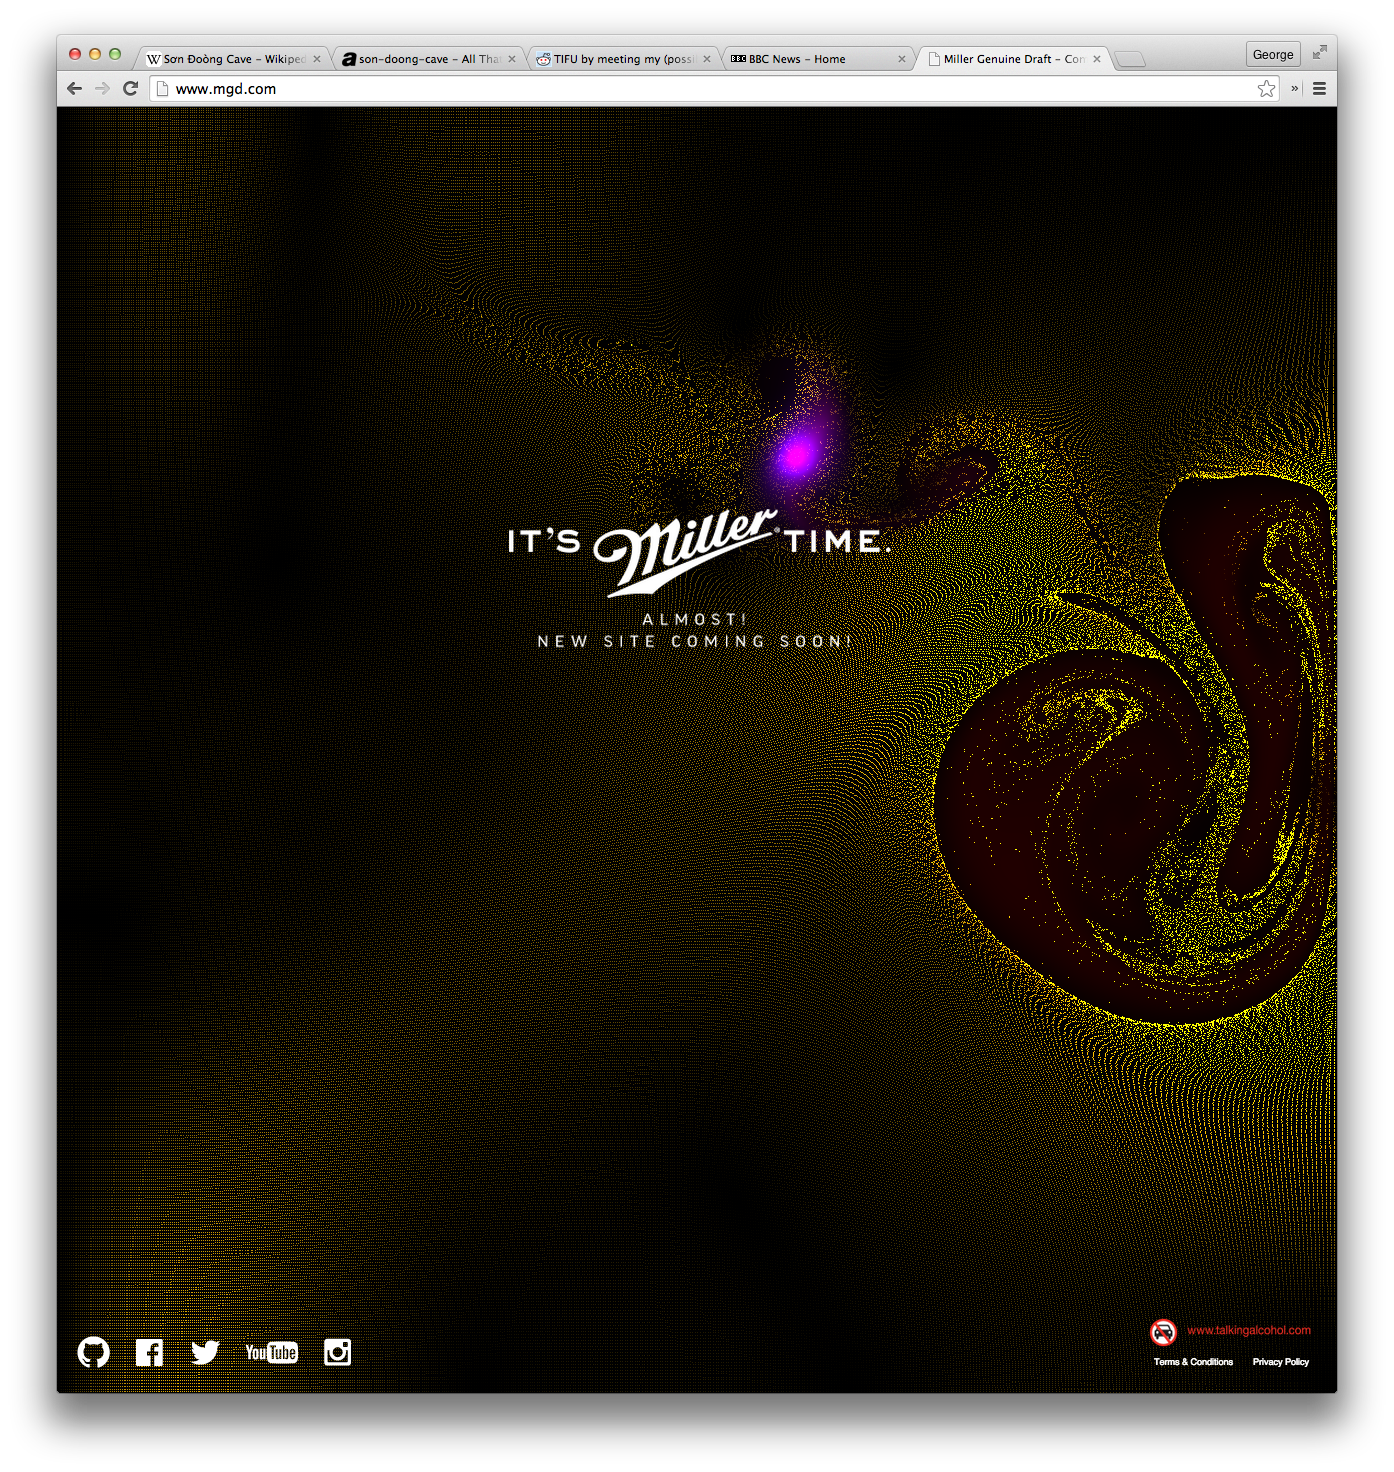 Sơn Đoòng Cave – Wikiped
son-doong-cave – All Tha
TIFU by meeting my (possi
BBC BBC News – Home
Miller Genuine Draft – Con
George
www.mgd.com
IT'S Miller TIME.
ALMOST!
NEW SITE COMING SOON!
YouTube
www.talkingalcohol.com
Terms & Conditions Privacy Policy